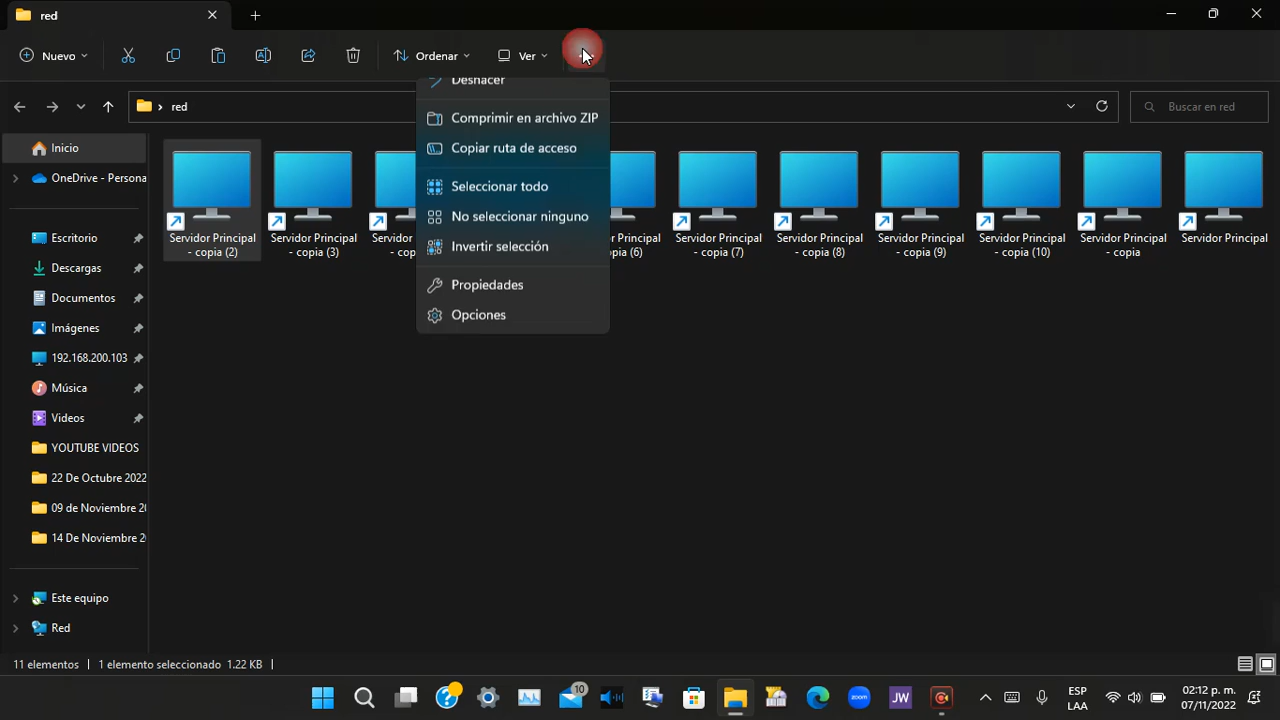 red
Nuevo
Ordenar
Ver
Deshacer
red
Buscar en red
Comprimir en archivo ZIP
Copiar ruta de acceso
Seleccionar todo
No seleccionar ninguno
Invertir selección
Propiedades
Opciones
Inicio
OneDrive - Persona
Escritorio
Descargas
Documentos
Imágenes
192.168.200.103
Música
Videos
YOUTUBE VIDEOS
22 De Octubre 2022
09 de Noviembre 20
14 De Noviembre 2
Este equipo
Red
Servidor Principal
- copia (2)
Servidor Principal
- copia (3)
Servidor Principal
- copia (7)
Servidor Principal
- copia (8)
Servidor Principal
- copia (9)
Servidor Principal
- copia (10)
Servidor Principal
- copia
Servidor Principal
11 elementos
1 elemento seleccionado 1.22 KB
10
zoom
JW
ESP
LAA
02:12 p. m.
07/11/2022